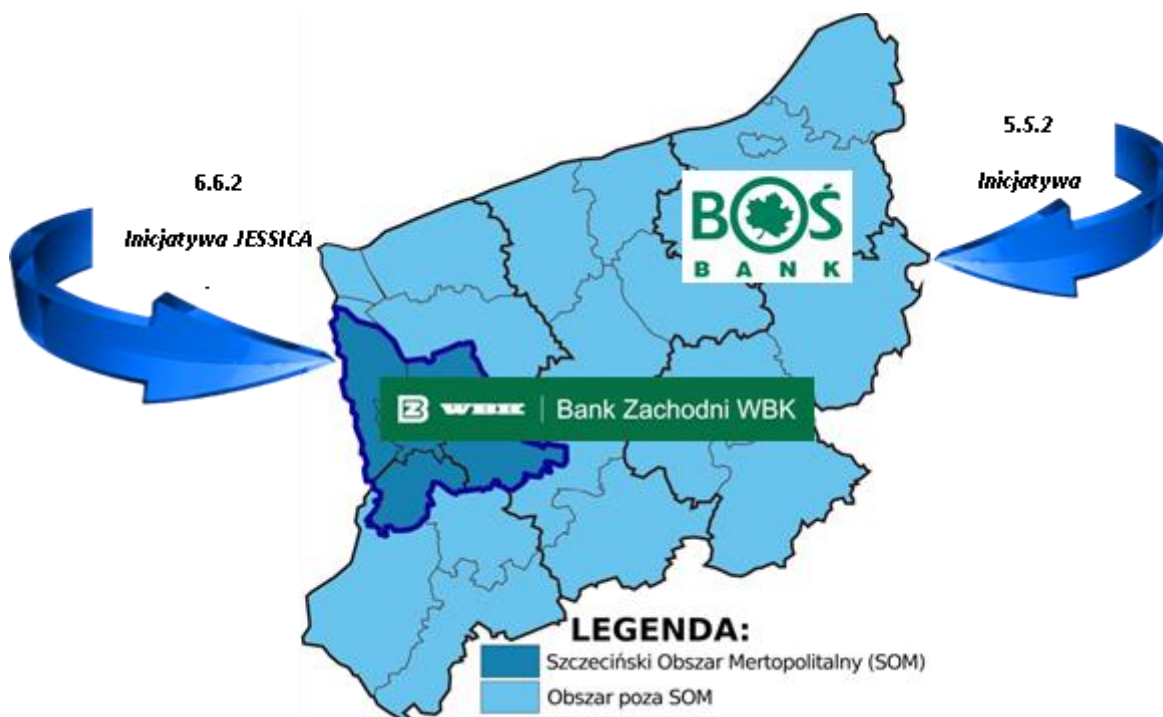 5.5.2
Inicjatywa
6.6.2
Inicjatywa JESSICA
.
BOŚ
BANK
WBK | Bank Zachodni WBK
LEGENDA:
Szczeciński Obszar Mertopolitalny (SOM)
Obszar poza SOM